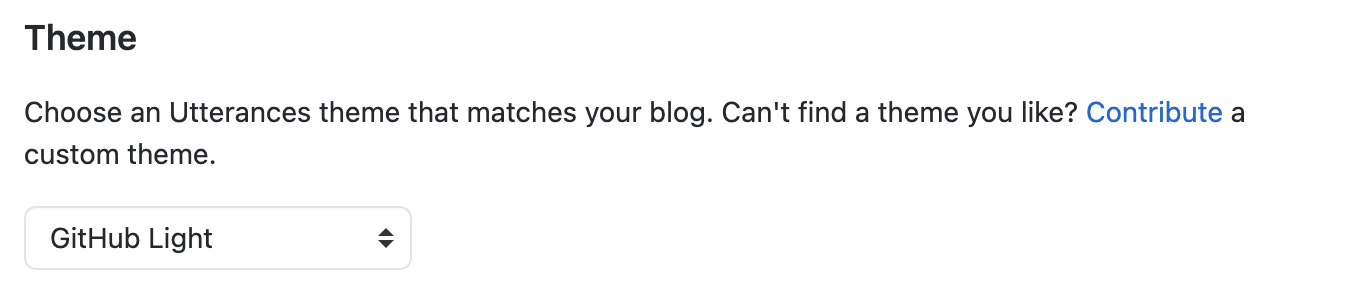 Theme
Choose an Utterances theme that matches your blog. Can't find a theme you like? Contribute a
custom theme.
GitHub Light